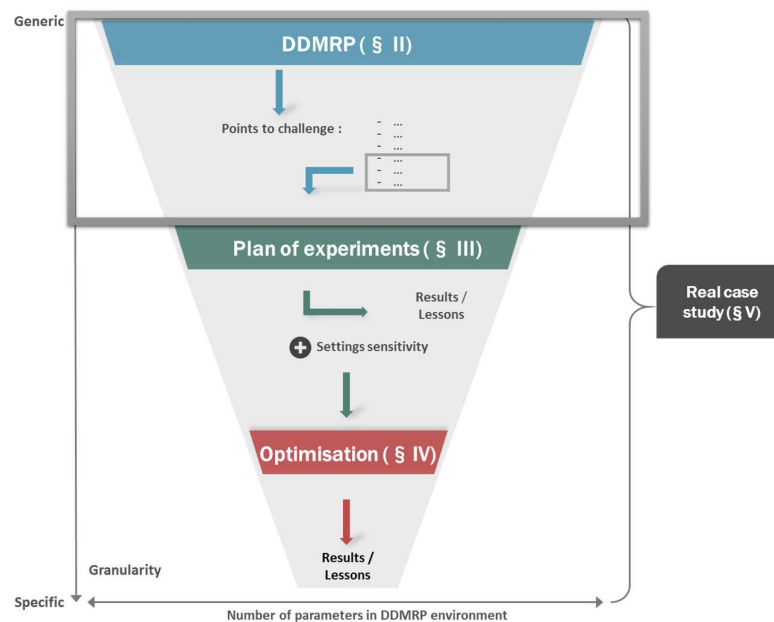 Generic
DDMRP ( § II)
Points to challenge :
- ...
- ...
- ...
- ...
- ...
- ...
Plan of experiments ( § III)
Results /
Lessons
+ Settings sensitivity
Real case
study ( § V)
Optimisation ( § IV)
Results /
Lessons
Granularity
Specific
Number of parameters in DDMRP environment